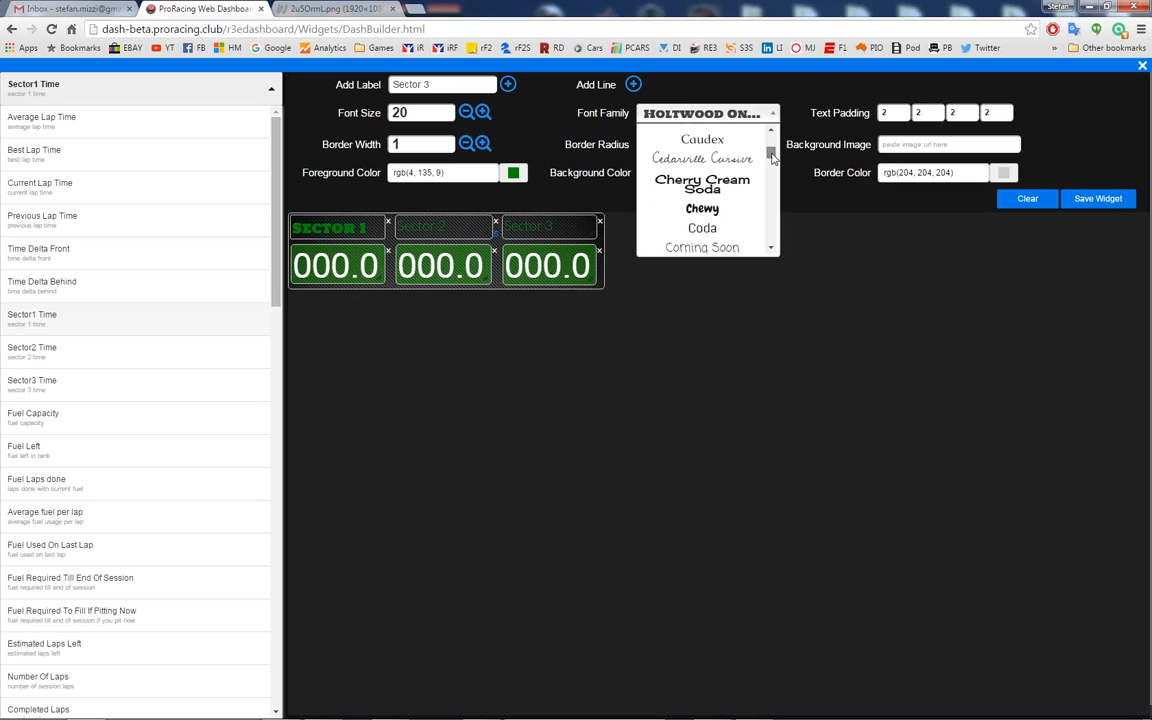 Stefan
Inbox - stefan.mizzi@gm
ProRacing Web Dashboar
2u5OrmL.png (1920×108
dash-beta.proracing.club/r3edashboard/Widgets/DashBuilder.html
Apps Bookmarks EBAY YT FB HM Google Analytics Games iR iRF rF2 rF2S RD Cars PCARS DI RE3 S3S LI MJ F1 PIO Pod PB Twitter » Other bookmarks
Sector1 Time
sector 1 time
Average Lap Time
average lap time
Best Lap Time
best lap time
Current Lap Time
current lap time
Previous Lap Time
previous lap time
Time Delta Front
time delta front
Time Delta Behind
time delta behind
Sector1 Time
sector 1 time
Sector2 Time
sector 2 time
Sector3 Time
sector 3 time
Fuel Capacity
fuel capacity
Fuel Left
fuel left in tank
Fuel Laps done
laps done with current fuel
Average fuel per lap
average fuel usage per lap
Fuel Used On Last Lap
fuel used on last lap
Fuel Required Till End Of Session
fuel required till end of session
Fuel Required To Fill If Pitting Now
fuel required till end of session if you pit now
Estimated Laps Left
estimated laps left
Number Of Laps
number of session laps
Completed Laps
Add Label Sector 3 Add Line
Font Size 20 Font Family Holtwood On... Text Padding 2 2 2 2
Border Width 1 Border Radius Background Image paste image url here
Foreground Color rgb(4, 135, 9) Background Color Border Color rgb(204, 204, 204)
Clear Save Widget
Caudex
Cedarville Cursive
Cherry Cream
Soda
Chewy
Coda
Coming Soon
Sector 1 Sector 2 Sector 3
000.0 000.0 000.0